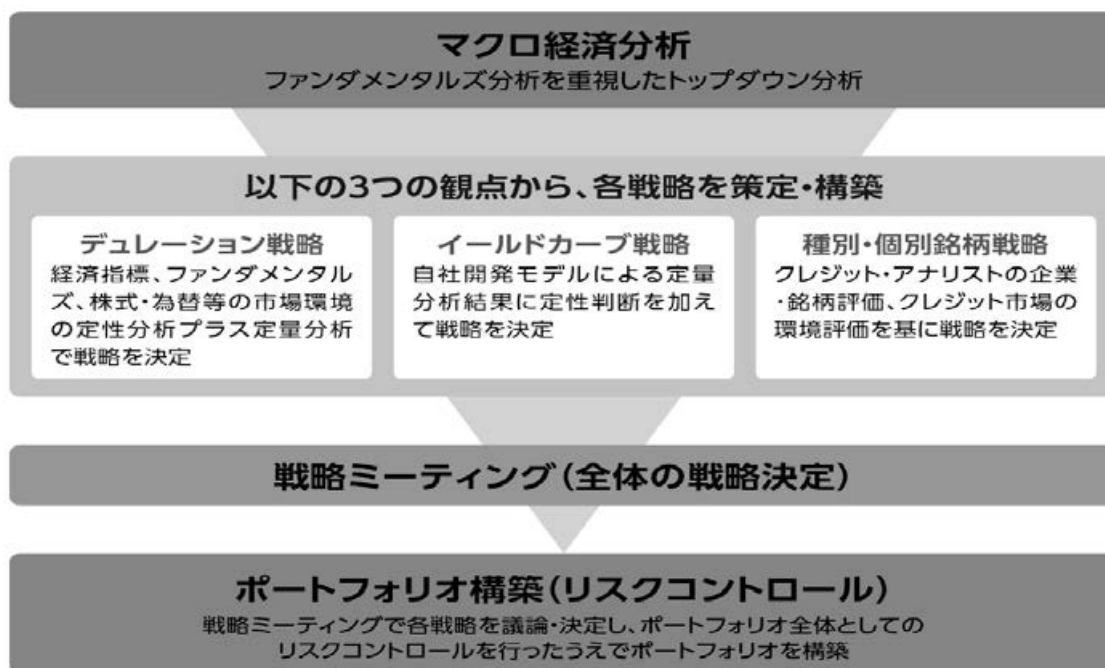 マクロ経済分析
ファンダメンタルズ分析を重視したトップダウン分析
以下の3つの観点から、各戦略を策定・構築
デュレーション戦略
経済指標、ファンダメンタル
ズ、株式・為替等の市場環境
の定性分析プラス定量分析
で戦略を決定
イールドカーブ戦略
自社開発モデルによる定量
分析結果に定性判断を加え
て戦略を決定
種別・個別銘柄戦略
クレジット・アナリストの企業
・銘柄評価、クレジット市場の
環境評価を基に戦略を決定
戦略ミーティング(全体の戦略決定)
ポートフォリオ構築(リスクコントロール)
戦略ミーティングで各戦略を議論・決定し、ポートフォリオ全体としての
リスクコントロールを行ったうえでポートフォリオを構築